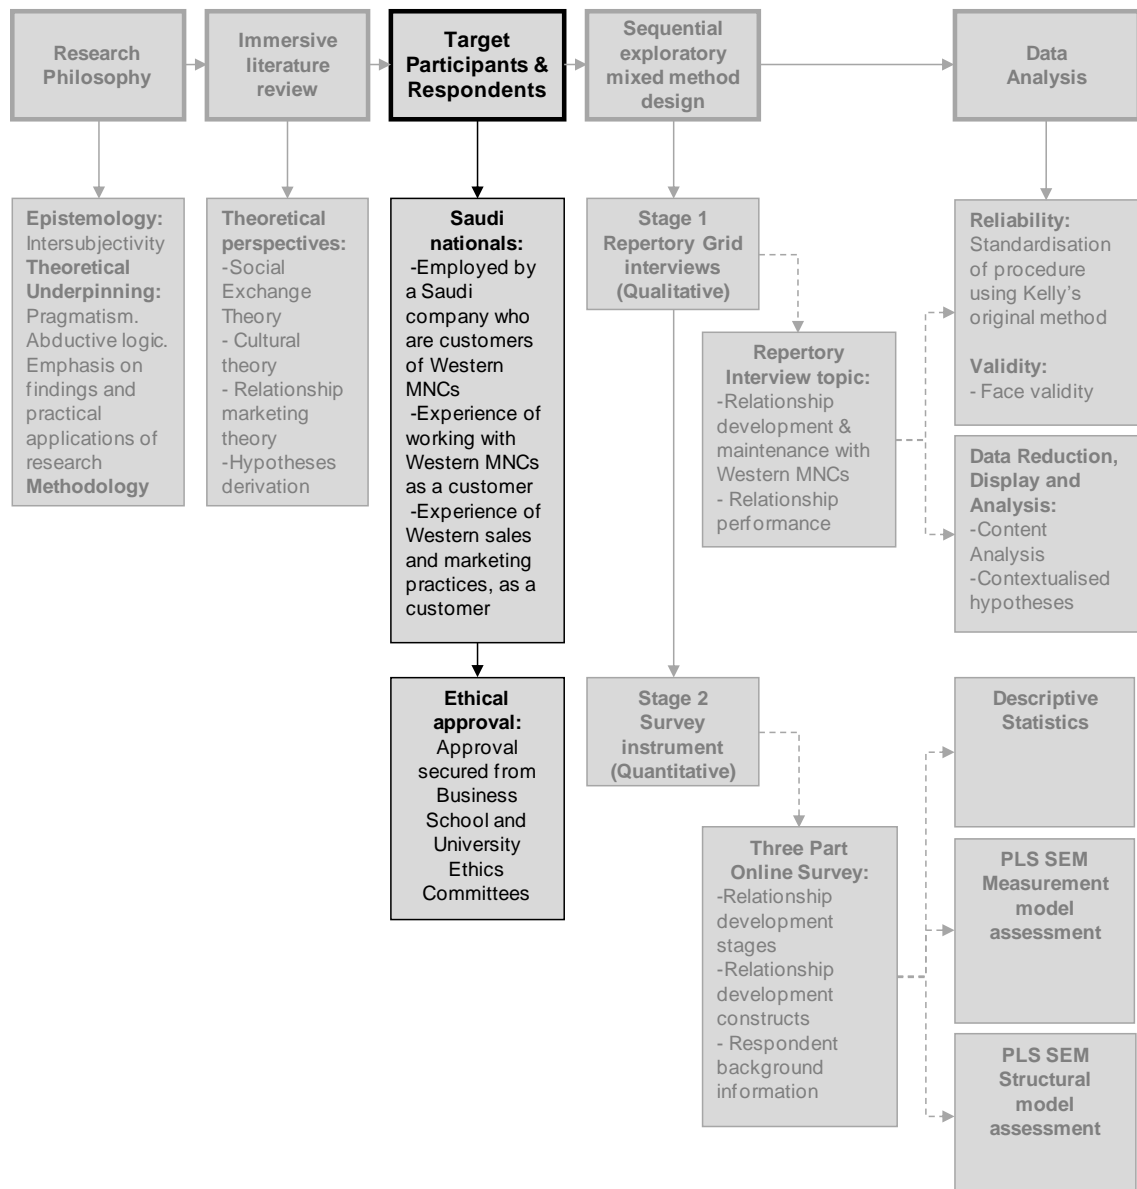 Research
Philosophy
Immersive
literature
review
Target
Participants &
Respondents
Sequential
exploratory
mixed method
design
Data
Analysis
Epistemology:
Intersubjectivity
Theoretical
Underpinning:
Pragmatism.
Abductive logic.
Emphasis on
findings and
practical
applications of
research
Methodology
Theoretical
perspectives:
-Social
Exchange
Theory
- Cultural
theory
- Relationship
marketing
theory
-Hypotheses
derivation
Saudi
nationals:
-Employed by
a Saudi
company who
are customers
of Western
MNCs
-Experience of
working with
Western MNCs
as a customer
-Experience of
Western sales
and marketing
practices, as a
customer
Ethical
approval:
Approval
secured from
Business
School and
University
Ethics
Committees
Stage 1
Repertory Grid
interviews
(Qualitative)
Repertory
Interview topic:
-Relationship
development &
maintenance with
Western MNCs
- Relationship
performance
Reliability:
Standardisation
of procedure
using Kelly's
original method
Validity:
- Face validity
Data Reduction,
Display and
Analysis:
-Content
Analysis
-Contextualised
hypotheses
Stage 2
Survey
instrument
(Quantitative)
Three Part
Online Survey:
-Relationship
development
stages
-Relationship
development
constructs
- Respondent
background
information
Descriptive
Statistics
PLS SEM
Measurement
model
assessment
PLS SEM
Structural
model
assessment